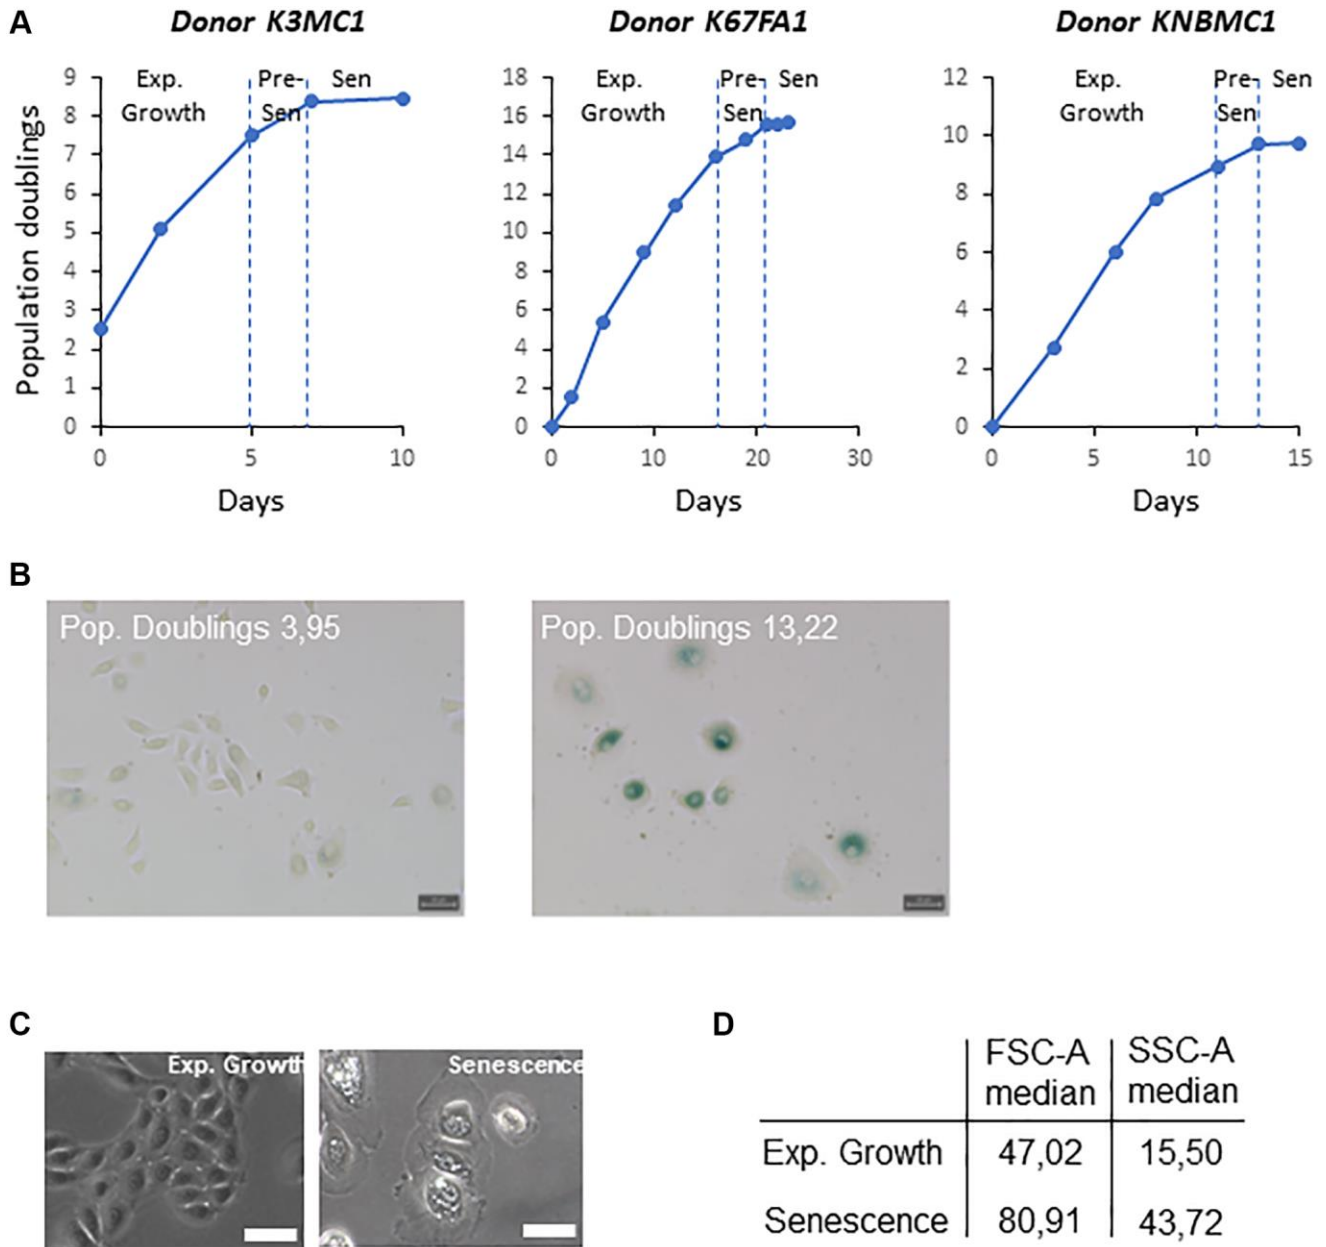 A
Donor K3MC1
Donor K67FA1
Donor KNBMC1
Population doublings
9
8
7
6
5
4
3
2
1
0
Exp.
Growth
Pre-
Sen
Sen
0
5
10
Days
18
16
14
12
10
8
6
4
2
0
Exp.
Growth
Pre-
Sen
Sen
0
10
20
30
Days
12
10
8
6
4
2
0
Exp.
Growth
Pre-
Sen
Sen
0
5
10
15
Days
B
Pop. Doublings 3,95
Pop. Doublings 13,22
C
Exp. Growth
Senescence
D
FSC-A SSC-A
median median
Exp. Growth 47,02 15,50
Senescence 80,91 43,72